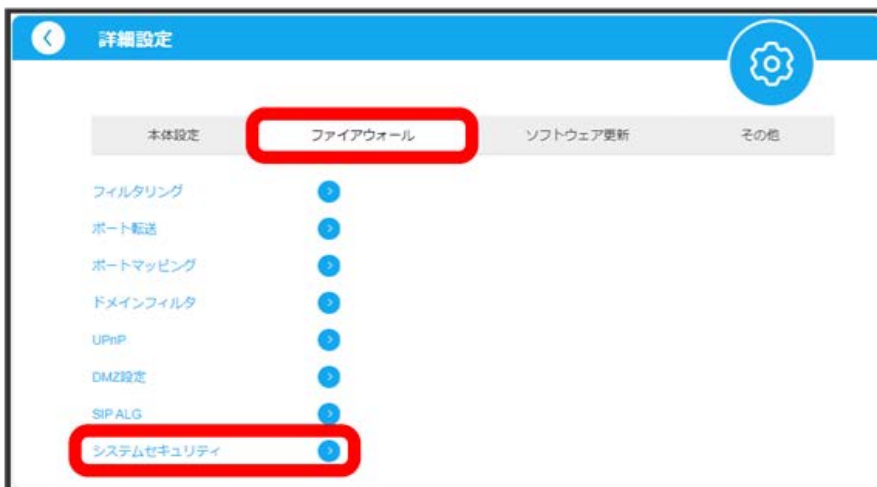 詳細設定
本体設定 ファイアウォール ソフトウェア更新 その他
フィルタリング
ポート転送
ポートマッピング
ドメインフィルタ
UPnP
DMZ設定
SIP ALG
システムセキュリティ